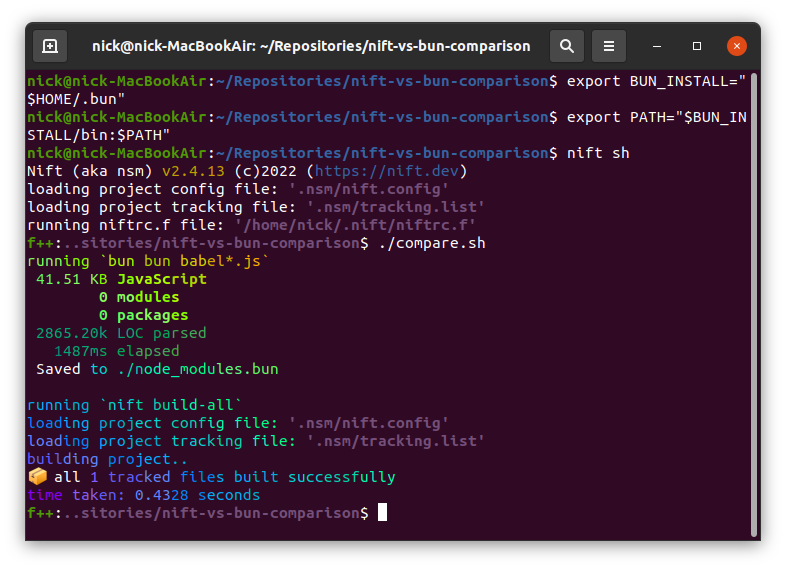 nick@nick-MacBookAir: ~/Repositories/nift-vs-bun-comparison
nick@nick-MacBookAir:~/Repositories/nift-vs-bun-comparison$ export BUN_INSTALL="
$HOME/.bun"
nick@nick-MacBookAir:~/Repositories/nift-vs-bun-comparison$ export PATH="$BUN_IN
STALL/bin:$PATH"
nick@nick-MacBookAir:~/Repositories/nift-vs-bun-comparison$ nift sh
Nift (aka nsm) v2.4.13 (c)2022 (https://nift.dev)
loading project config file: '.nsm/nift.config'
loading project tracking file: '.nsm/tracking.list'
running niftrc.f file: '/home/nick/.nift/niftrc.f'
f++:..sitories/nift-vs-bun-comparison$ ./compare.sh
running `bun bun babel*.js`
 41.51 KB JavaScript
        0 modules
        0 packages
 2865.20k LOC parsed
   1487ms elapsed
 Saved to ./node_modules.bun
running `nift build-all`
loading project config file: '.nsm/nift.config'
loading project tracking file: '.nsm/tracking.list'
building project..
📦 all 1 tracked files built successfully
time taken: 0.4328 seconds
f++:..sitories/nift-vs-bun-comparison$